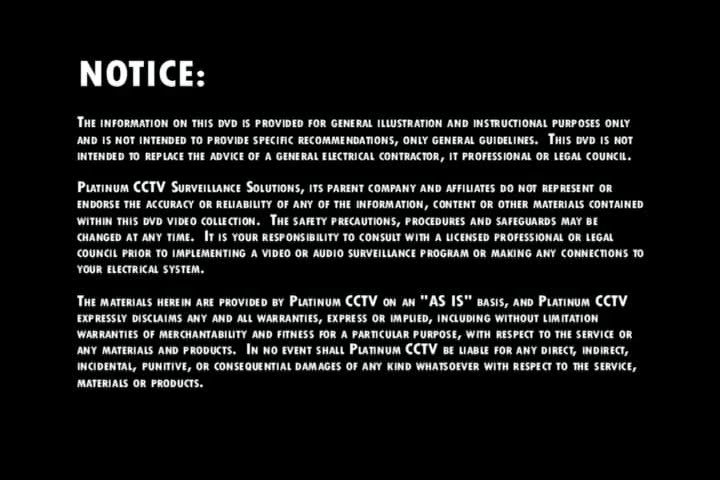 NOTICE:
The information on this dvd is provided for general illustration and instructional purposes only
and is not intended to provide specific recommendations, only general guidelines. This dvd is not
intended to replace the advice of a general electrical contractor, it professional or legal council.
Platinum CCTV Surveillance Solutions, its parent company and affiliates do not represent or
endorse the accuracy or reliability of any of the information, content or other materials contained
within this dvd video collection. The safety precautions, procedures and safeguards may be
changed at any time. It is your responsibility to consult with a licensed professional or legal
council prior to implementing a video or audio surveillance program or making any connections to
your electrical system.
The materials herein are provided by Platinum CCTV on an "AS IS" basis, and Platinum CCTV
expressly disclaims any and all warranties, express or implied, including without limitation
warranties of merchantability and fitness for a particular purpose, with respect to the service or
any materials and products. In no event shall Platinum CCTV be liable for any direct, indirect,
incidental, punitive, or consequential damages of any kind whatsoever with respect to the service,
materials or products.